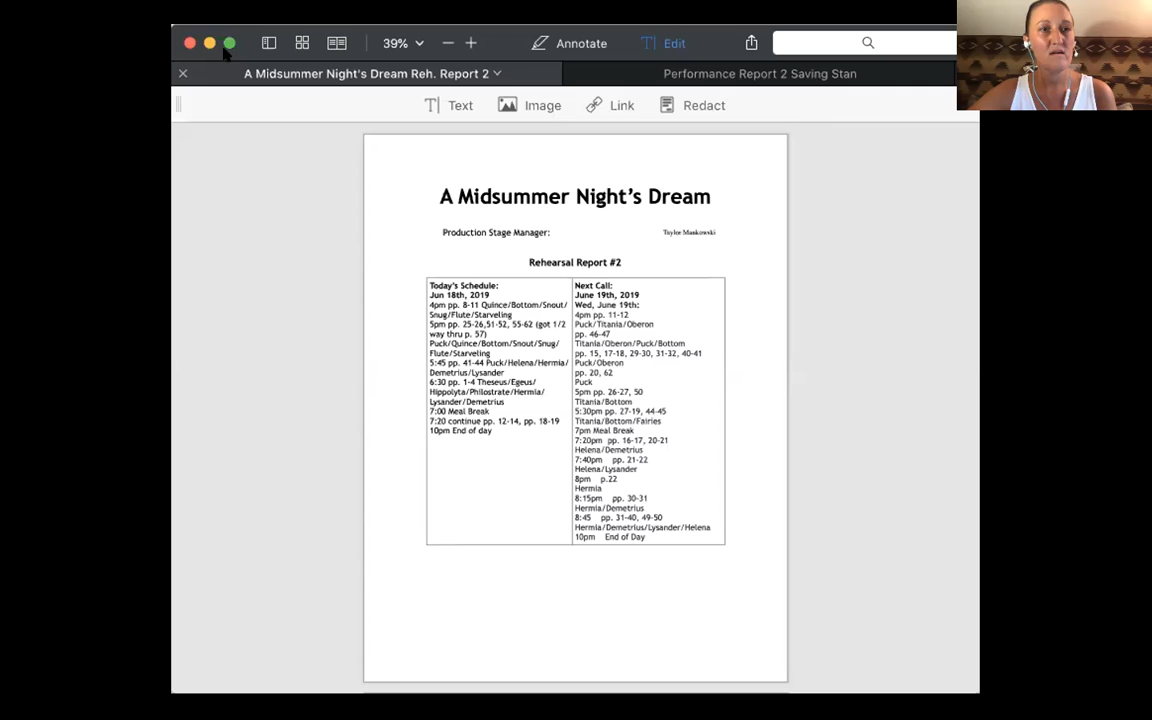 39%
Annotate
Edit
A Midsummer Night's Dream Reh. Report 2
Performance Report 2 Saving Stan
Text
Image
Link
Redact
A Midsummer Night's Dream
Production Stage Manager:
Taylor Mankowski
Rehearsal Report #2
Today's Schedule:
Jun 18th, 2019
4pm pp. 8-11 Quince/Bottom/Snout/
Snug/Flute/Starveling
5pm pp. 25-26,51-52, 55-62 (got 1/2
way thru p. 57)
Puck/Quince/Bottom/Snout/Snug/
Flute/Starveling
5:45 pp. 41-44 Puck/Helena/Hermia/
Demetrius/Lysander
6:30 pp. 1-4 Theseus/Egeus/
Hippolyta/Philostrate/Hermia/
Lysander/Demetrius
7:00 Meal Break
7:20 continue pp. 12-14, pp. 18-19
10pm End of day
Next Call:
June 19th, 2019
Wed, June 19th:
4pm pp. 11-12
Puck/Titania/Oberon
pp. 46-47
Titania/Oberon/Puck/Bottom
pp. 15, 17-18, 29-30, 31-32, 40-41
Puck/Oberon
pp. 20, 62
Puck
5pm pp. 26-27, 50
Titania/Bottom
5:30pm pp. 27-19, 44-45
Titania/Bottom/Fairies
7pm Meal Break
7:20pm pp. 16-17, 20-21
Helena/Demetrius
7:40pm pp. 21-22
Helena/Lysander
8pm p.22
Hermia
8:15pm pp. 30-31
Hermia/Demetrius
8:45 pp. 31-40, 49-50
Hermia/Demetrius/Lysander/Helena
10pm End of Day